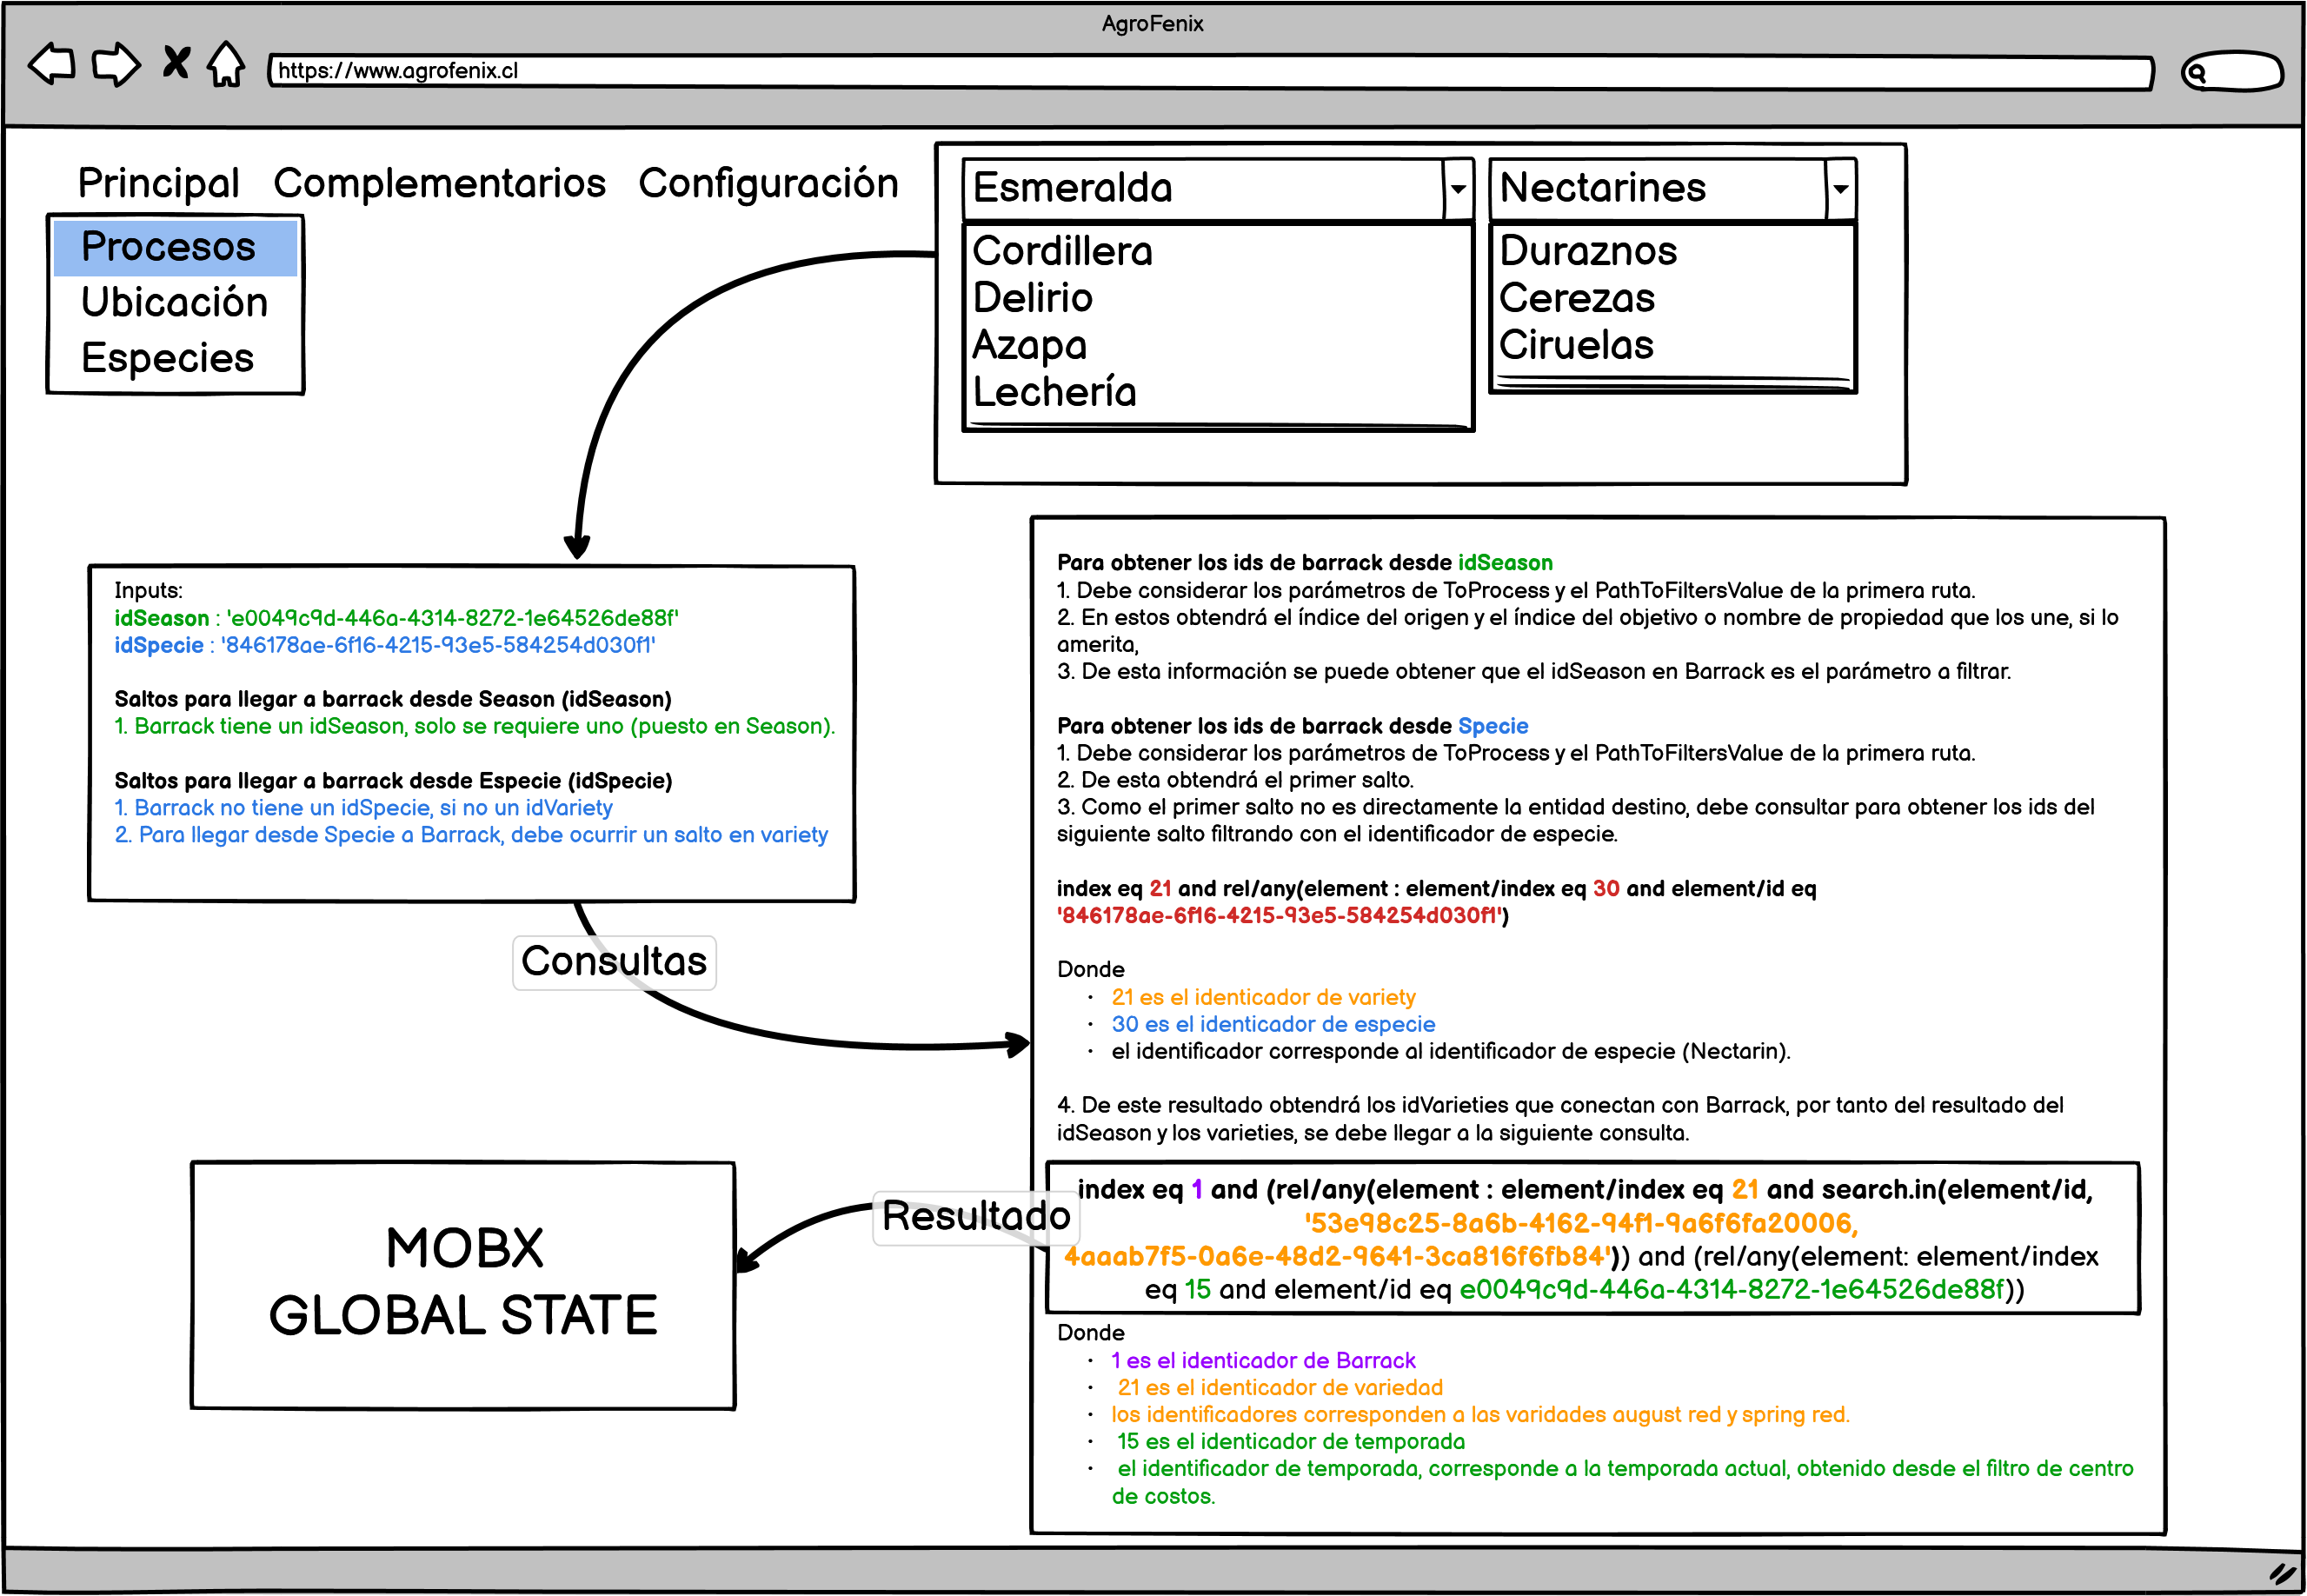 AgroFenix
https://www.agrofenix.cl
Principal Complementarios Configuración
Procesos
Ubicación
Especies
Esmeralda
Cordillera
Delirio
Azapa
Lechería
Nectarines
Duraznos
Cerezas
Ciruelas
Inputs:
idSeason : 'e0049c9d-446a-4314-8272-1e64526de88f'
idSpecie : '846178ae-6f16-4215-93e5-584254d030f1'
Saltos para llegar a barrack desde Season (idSeason)
1. Barrack tiene un idSeason, solo se requiere uno (puesto en Season).
Saltos para llegar a barrack desde Especie (idSpecie)
1. Barrack no tiene un idSpecie, si no un idVariety
2. Para llegar desde Specie a Barrack, debe ocurrir un salto en variety
Consultas
Para obtener los ids de barrack desde idSeason
1. Debe considerar los parámetros de ToProcess y el PathToFiltersValue de la primera ruta.
2. En estos obtendrá el índice del origen y el índice del objetivo o nombre de propiedad que los une, si lo
amerita,
3. De esta información se puede obtener que el idSeason en Barrack es el parámetro a filtrar.
Para obtener los ids de barrack desde Specie
1. Debe considerar los parámetros de ToProcess y el PathToFiltersValue de la primera ruta.
2. De esta obtendrá el primer salto.
3. Como el primer salto no es directamente la entidad destino, debe consultar para obtener los ids del
siguiente salto filtrando con el identificador de especie.
index eq 21 and rel/any(element : element/index eq 30 and element/id eq
'846178ae-6f16-4215-93e5-584254d030f1')
Donde
· 21 es el identicador de variety
· 30 es el identicador de especie
· el identificador corresponde al identificador de especie (Nectarin).
4. De este resultado obtendrá los idVarieties que conectan con Barrack, por tanto del resultado del
idSeason y los varieties, se debe llegar a la siguiente consulta.
index eq 1 and (rel/any(element : element/index eq 21 and search.in(element/id,
'53e98c25-8a6b-4162-94f1-9a6f6fa20006,
4aaab7f5-0a6e-48d2-9641-3ca816f6fb84')) and (rel/any(element: element/index
eq 15 and element/id eq e0049c9d-446a-4314-8272-1e64526de88f))
Donde
· 1 es el identicador de Barrack
· 21 es el identicador de variedad
· los identificadores corresponden a las varidades august red y spring red.
· 15 es el identicador de temporada
· el identificador de temporada, corresponde a la temporada actual, obtenido desde el filtro de centro
de costos.
Resultado
MOBX
GLOBAL STATE